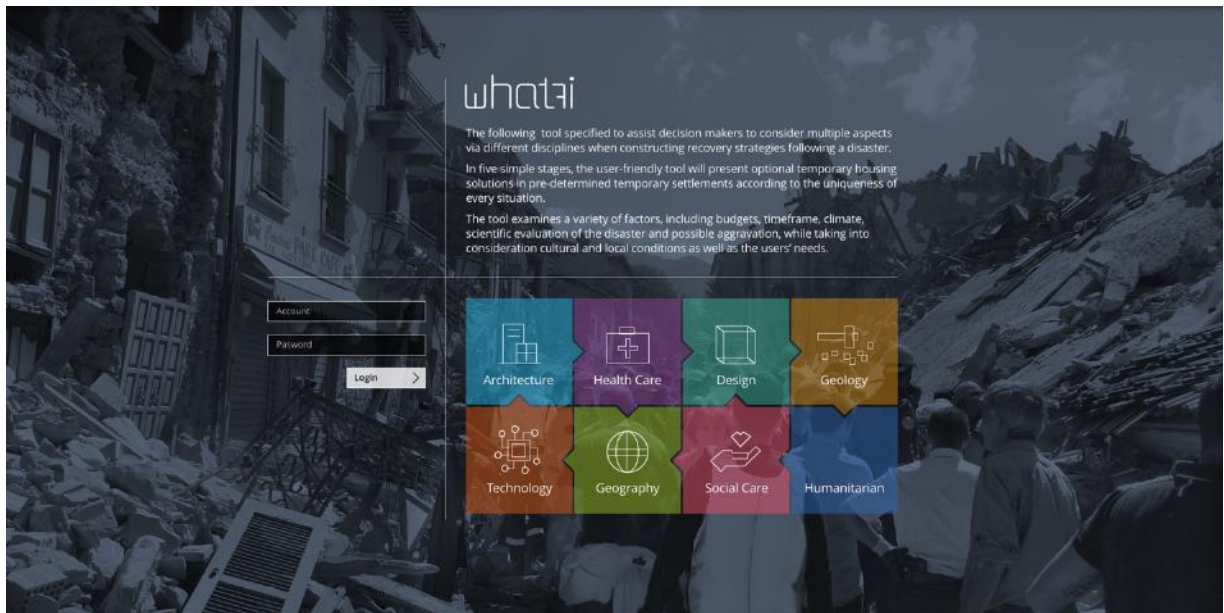 whatfi
The following tool specified to assist decision makers to consider multiple aspects
via different disciplines when constructing recovery strategies following a disaster.
In five simple stages, the user-friendly tool will present optional temporary housing
solutions in pre-determined temporary settlements according to the uniqueness of
every situation.
The tool examines a variety of factors, including budgets, timeframe, climate,
scientific evaluation of the disaster and possible aggravation, while taking into
consideration cultural and local conditions as well as the users' needs.
Account
Pasword
Login
Architecture
Health Care
Design
Geology
Technology
Geography
Social Care
Humanitarian